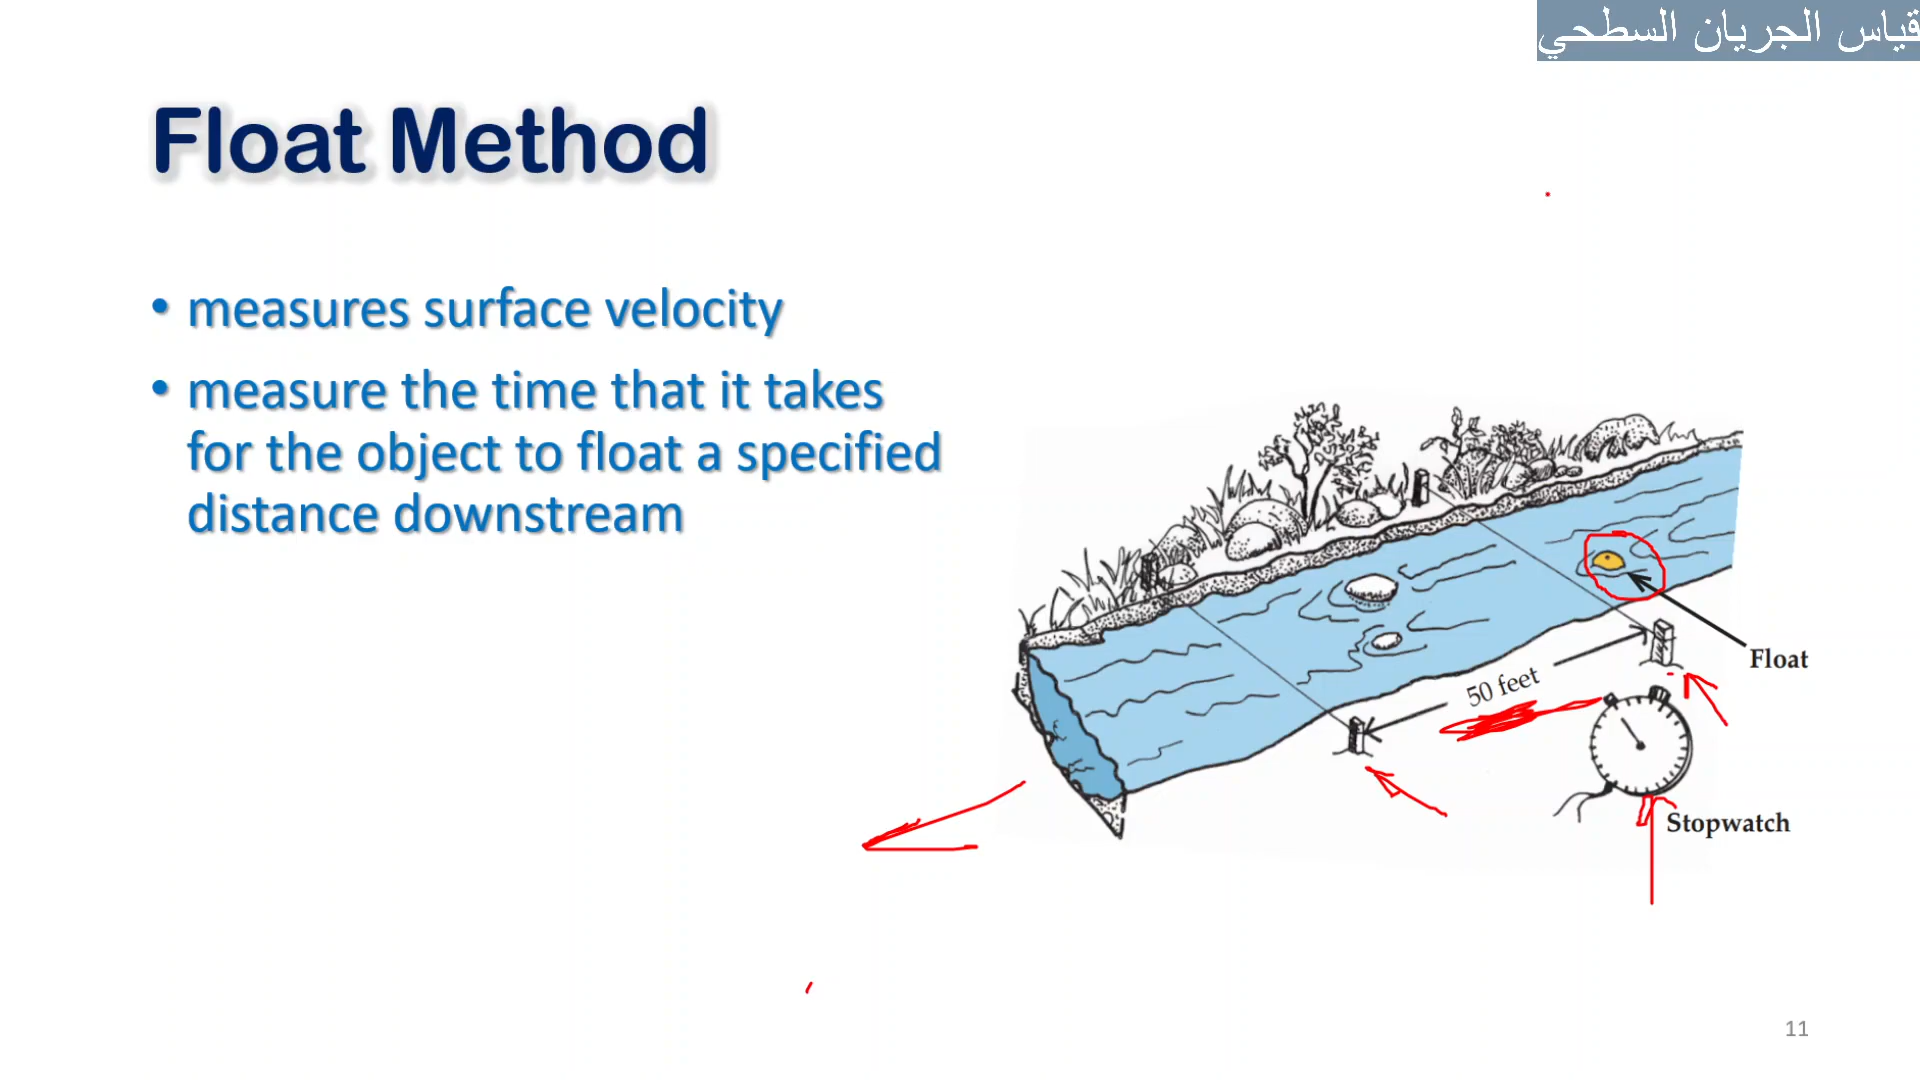 قياس الجريان السطحي
Float Method
• measures surface velocity
• measure the time that it takes
for the object to float a specified
distance downstream
Float
50 feet
Stopwatch
11